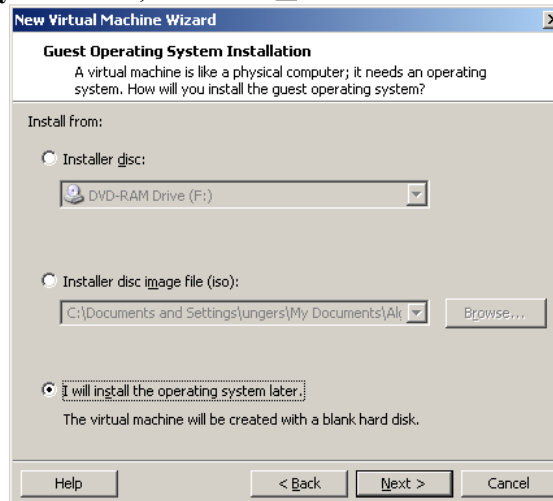 New Virtual Machine Wizard
Guest Operating System Installation
A virtual machine is like a physical computer; it needs an operating
system. How will you install the guest operating system?
Install from:
Installer disc:
DVD-RAM Drive (F:)
Installer disc image file (iso):
C:\Documents and Settings\ungers\My Documents\Alc
Browse...
I will install the operating system later.
The virtual machine will be created with a blank hard disk.
Help
< Back
Next >
Cancel